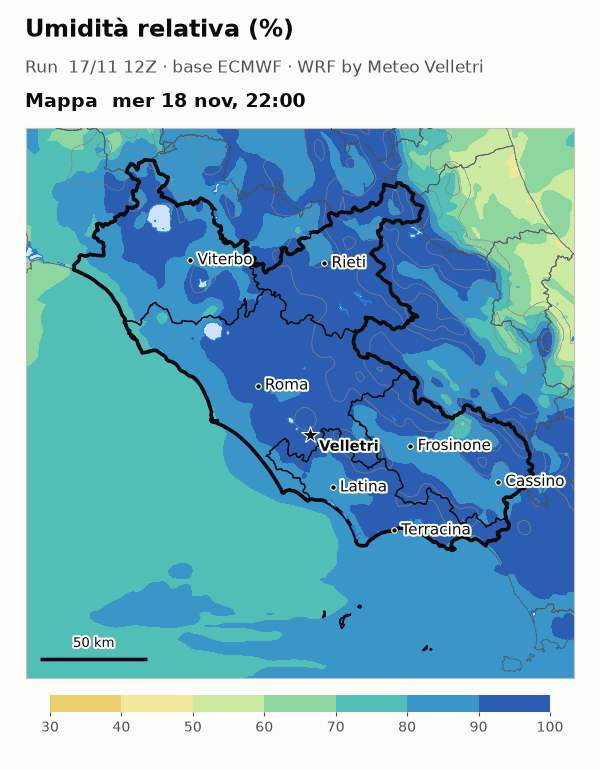 Umidità relativa (%)
Run  17/11 12Z · base ECMWF · WRF by Meteo Velletri
Mappa  mer 18 nov, 22:00
Viterbo
Rieti
Roma
Velletri
Frosinone
Latina
Cassino
Terracina
50 km
30 40 50 60 70 80 90 100